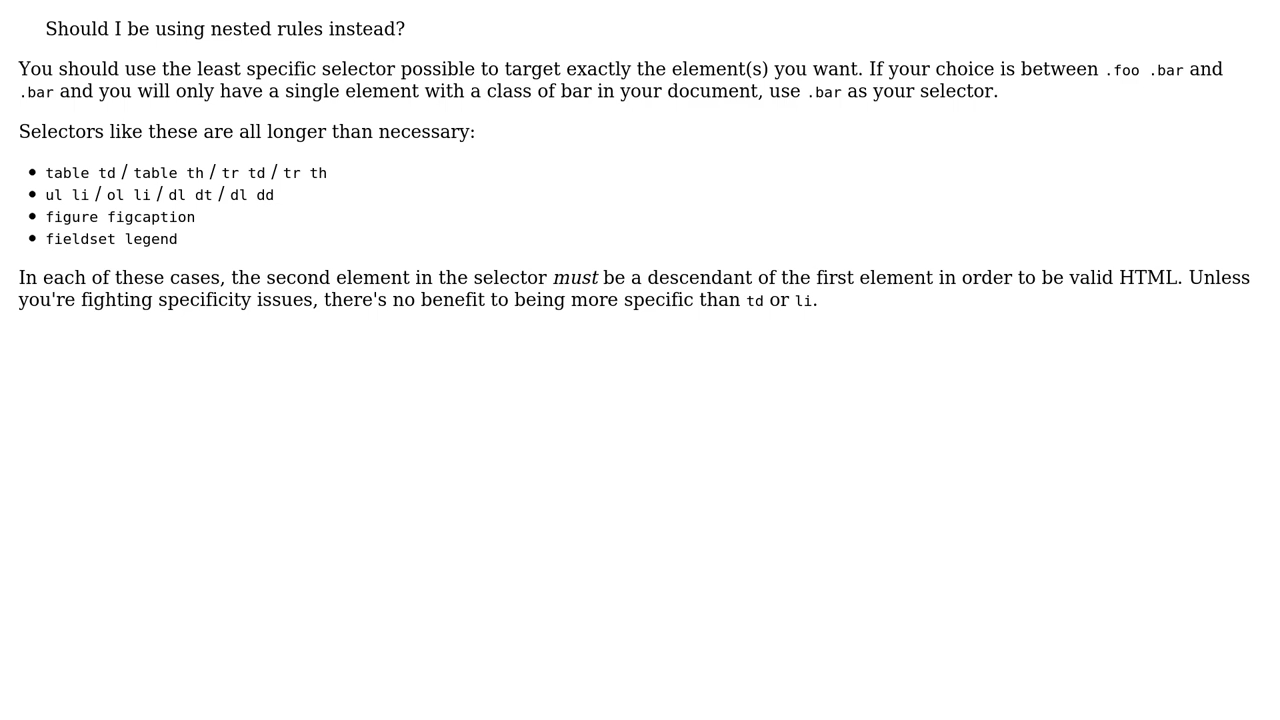 Should I be using nested rules instead?
You should use the least specific selector possible to target exactly the element(s) you want. If your choice is between .foo .bar and
.bar and you will only have a single element with a class of bar in your document, use .bar as your selector.
Selectors like these are all longer than necessary:
• table td / table th / tr td / tr th
• ul li / ol li / dl dt / dl dd
• figure figcaption
• fieldset legend
In each of these cases, the second element in the selector must be a descendant of the first element in order to be valid HTML. Unless
you're fighting specificity issues, there's no benefit to being more specific than td or li.